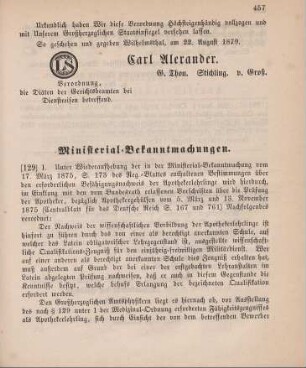 457
Urkundlich haben Wir diese Verordnung Höchsteigenhändig vollzogen und
mit Unserem Großherzoglichen Staatsinsiegel versehen lassen.
So geschehen und gegeben Wilhelmsthal, am 22. August 1879.
Carl Alexander.
G. Thon. Stichling. v. Groß.
Verordnung,
die Diäten der Gerichtsbeamten bei
Dienstreisen betreffend.
Ministerial-Bekanntmachungen.
[129] I. Unter Wiederaufhebung der in der Ministerial-Bekanntmachung vom
17. März 1875, S. 173 des Reg.-Blattes enthaltenen Bestimmungen über den
erforderlichen Befähigungsnachweis der Apothekerlehrlinge wird hierdurch,
im Einklang mit den vom Bundesrathe erlassenen Vorschriften über die Prüfung
der Apotheker, bezüglich Apothekergehülfen vom 5. März und 13. November
1875 (Centralblatt für das Deutsche Reich S. 167 und 761) Nachstehendes
verordnet.
Der Nachweis der wissenschaftlichen Vorbildung der Apothekerlehrlinge ist
hinfort zu führen durch das von einer als berechtigt anerkannten Schule, auf
welcher das Latein obligatorischer Lehrgegenstand ist, ausgestellte wissenschaft-
liche Qualifikations-Zeugniß für den einjährig-freiwilligen Militärdienst. Wer auf
einer anderen als berechtigt anerkannten Schule dies Zeugniß erhalten hat,
muß außerdem auf Grund der bei einer der erstgedachten Lehranstalten im
Latein abgelegten Prüfung nachweisen, daß er auch in diesem Gegenstande die
Kenntnisse besitzt, welche behufs Erlangung der bezeichneten Qualifikation
erfordert werden.
Den Großherzoglichen Amtsphysikern liegt es hiernach ob, vor Ausstellung
des nach § 129 unter 1 der Medizinal-Ordnung erforderten Fähigkeitszeugnisses
als Apothekerlehrling, sich durch Einsicht der von dem betreffenden Bewerber